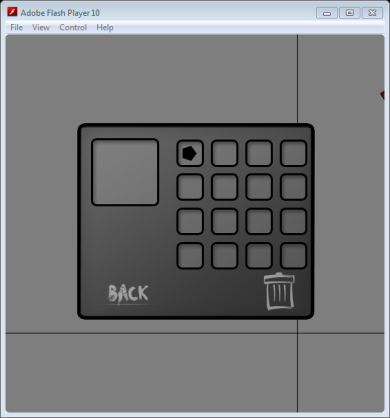 Adobe Flash Player 10
File View Control Help
BACK